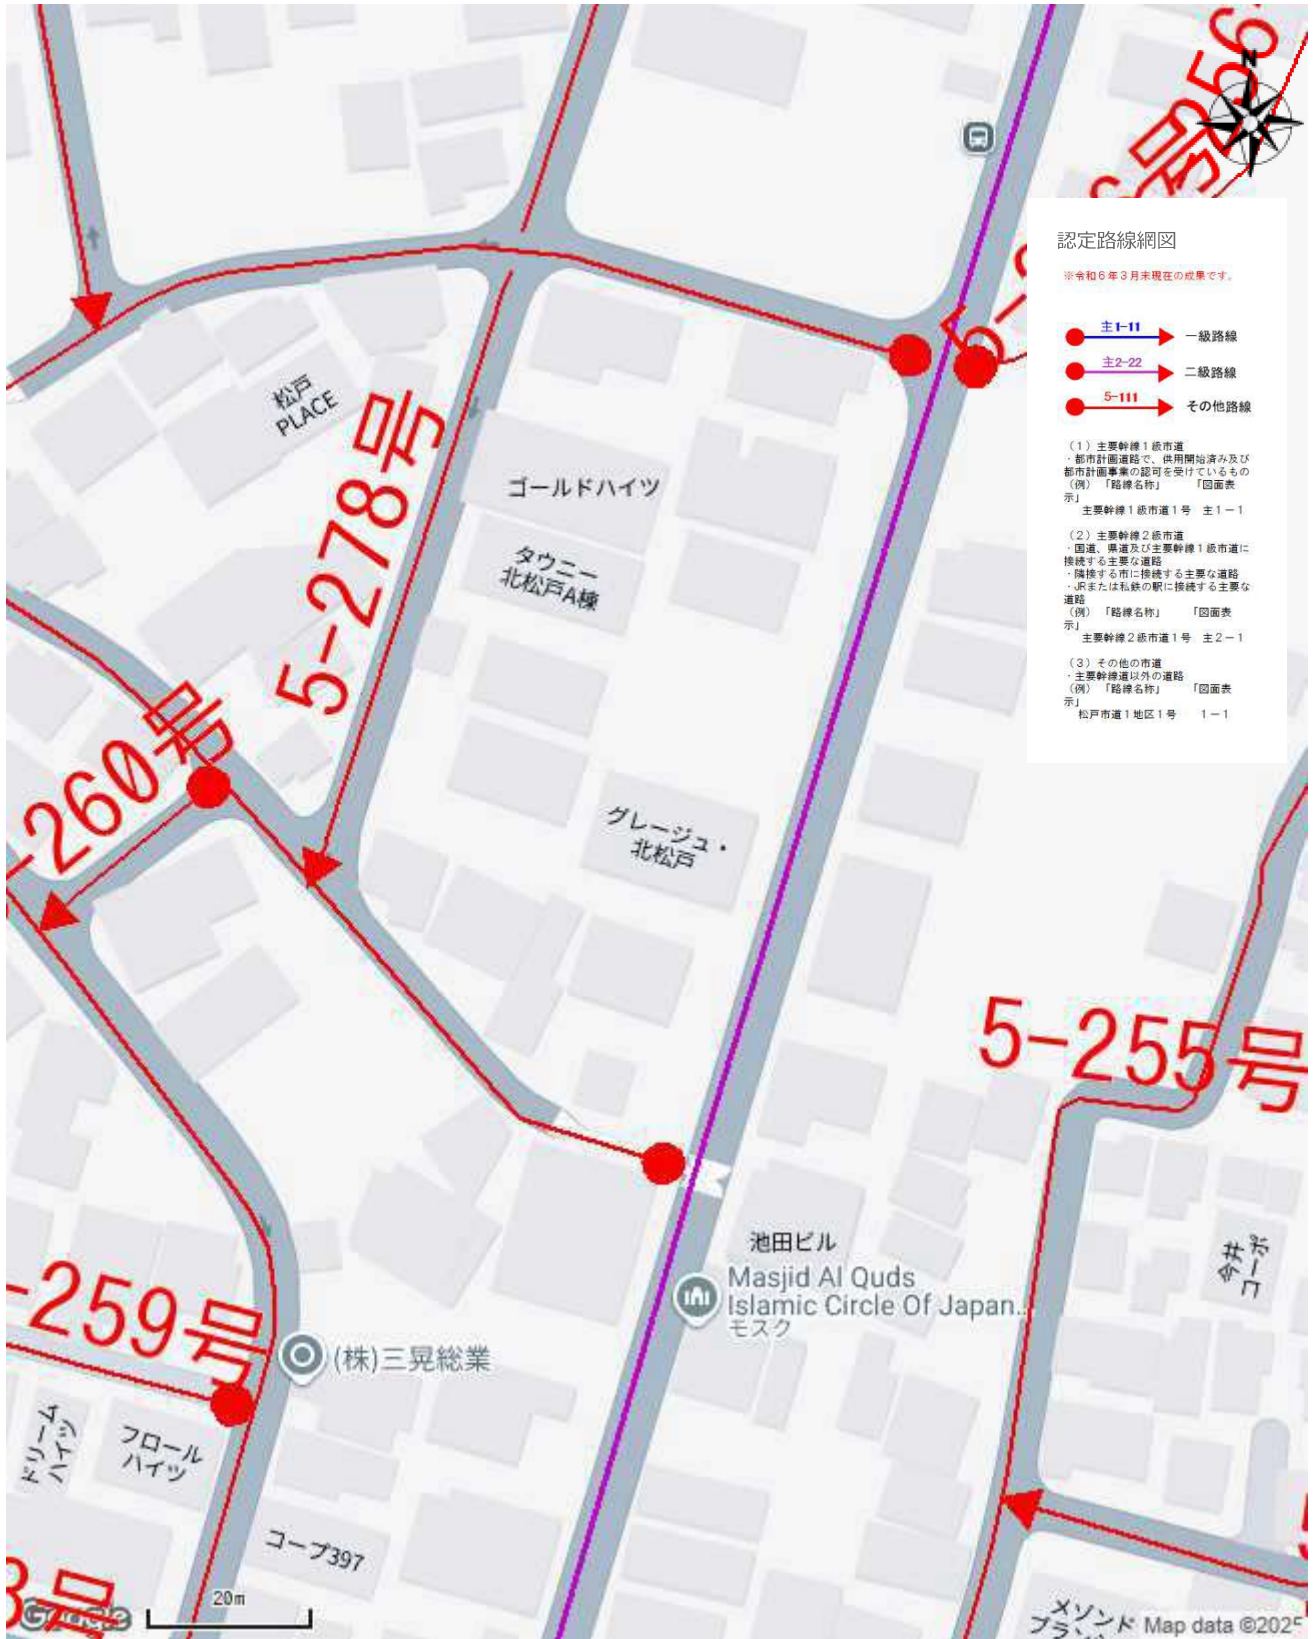 N
認定路線網図
※令和6年3月末現在の成果です。
主1-11
一級路線
主2-22
二級路線
5-111
その他路線
（1）主要幹線1級市道
・都市計画道路で、供用開始済み及び
都市計画事業の認可を受けているもの
（例）「路線名称」　　「図面表
示」
主要幹線1級市道1号　主1－1
（2）主要幹線2級市道
・国道、県道及び主要幹線1級市道に
接続する主要な道路
・隣接する市に接続する主要な道路
・JRまたは私鉄の駅に接続する主要な
道路
（例）「路線名称」　　「図面表
示」
主要幹線2級市道1号　主2－1
（3）その他の市道
・主要幹線道以外の道路
（例）「路線名称」　　「図面表
示」
松戸市道1地区1号　　1－1
松戸
PLACE
5-278号
ゴールドハイツ
タウニー
北松戸A棟
-260号
グレージュ・
北松戸
5-255号
池田ビル
Masjid Al Quds
Islamic Circle Of Japan...
モスク
今井
コーポ
-259号
(株)三晃総業
ドリーム
ハイツ
フロール
ハイツ
コープ397
号
Google
20m
メゾンド
Map data ©2025